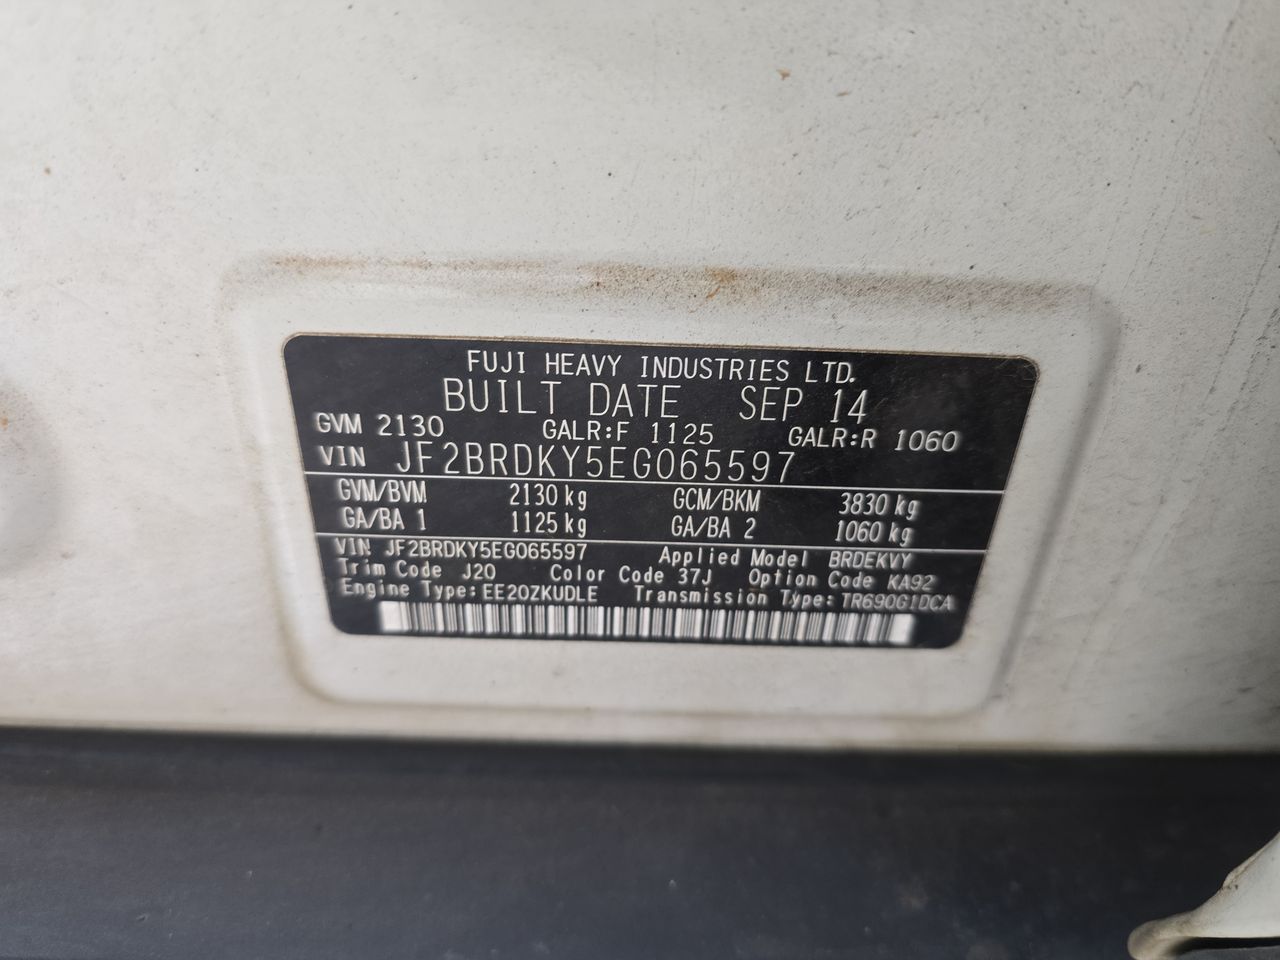 FUJI HEAVY INDUSTRIES LTD.
BUILT DATE SEP 14
GVM 2130 GALR:F 1125 GALR:R 1060
VIN JF2BRDKY5EG065597
GVM/BVM 2130 kg GCM/BKM 3830 kg
GA/BA 1 1125 kg GA/BA 2 1060 kg
VIN JF2BRDKY5EG065597 Applied Model BRDEKVY
Trim Code J20 Color Code 37J Option Code KA92
Engine Type: EE20ZKUDLE Transmission Type: TR690G1DCA